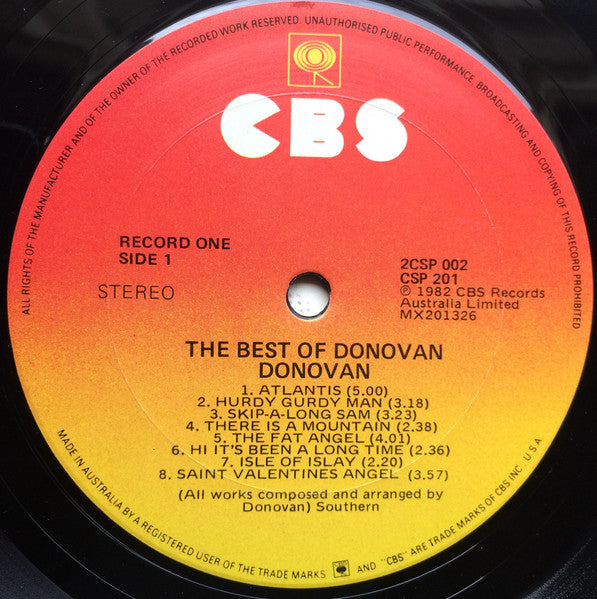 ALL RIGHTS OF THE MANUFACTURER AND OF THE OWNER OF THE RECORDED WORK RESERVED. UNAUTHORISED PUBLIC PERFORMANCE, BROADCASTING AND COPYING OF THIS RECORD PROHIBITED
CBS
RECORD ONE
SIDE 1
STEREO
2CSP 002
CSP 201
℗ 1982 CBS Records
Australia Limited
MX201326
THE BEST OF DONOVAN
DONOVAN
1. ATLANTIS (5.00)
2. HURDY GURDY MAN (3.18)
3. SKIP-A-LONG SAM (3.23)
4. THERE IS A MOUNTAIN (2.38)
5. THE FAT ANGEL (4.01)
6. HI IT'S BEEN A LONG TIME (2.36)
7. ISLE OF ISLAY (2.20)
8. SAINT VALENTINES ANGEL (3.57)
(All works composed and arranged by
Donovan) Southern
MADE IN AUSTRALIA BY A REGISTERED USER OF THE TRADE MARKS AND "CBS" ARE TRADE MARKS OF CBS INC U.S.A